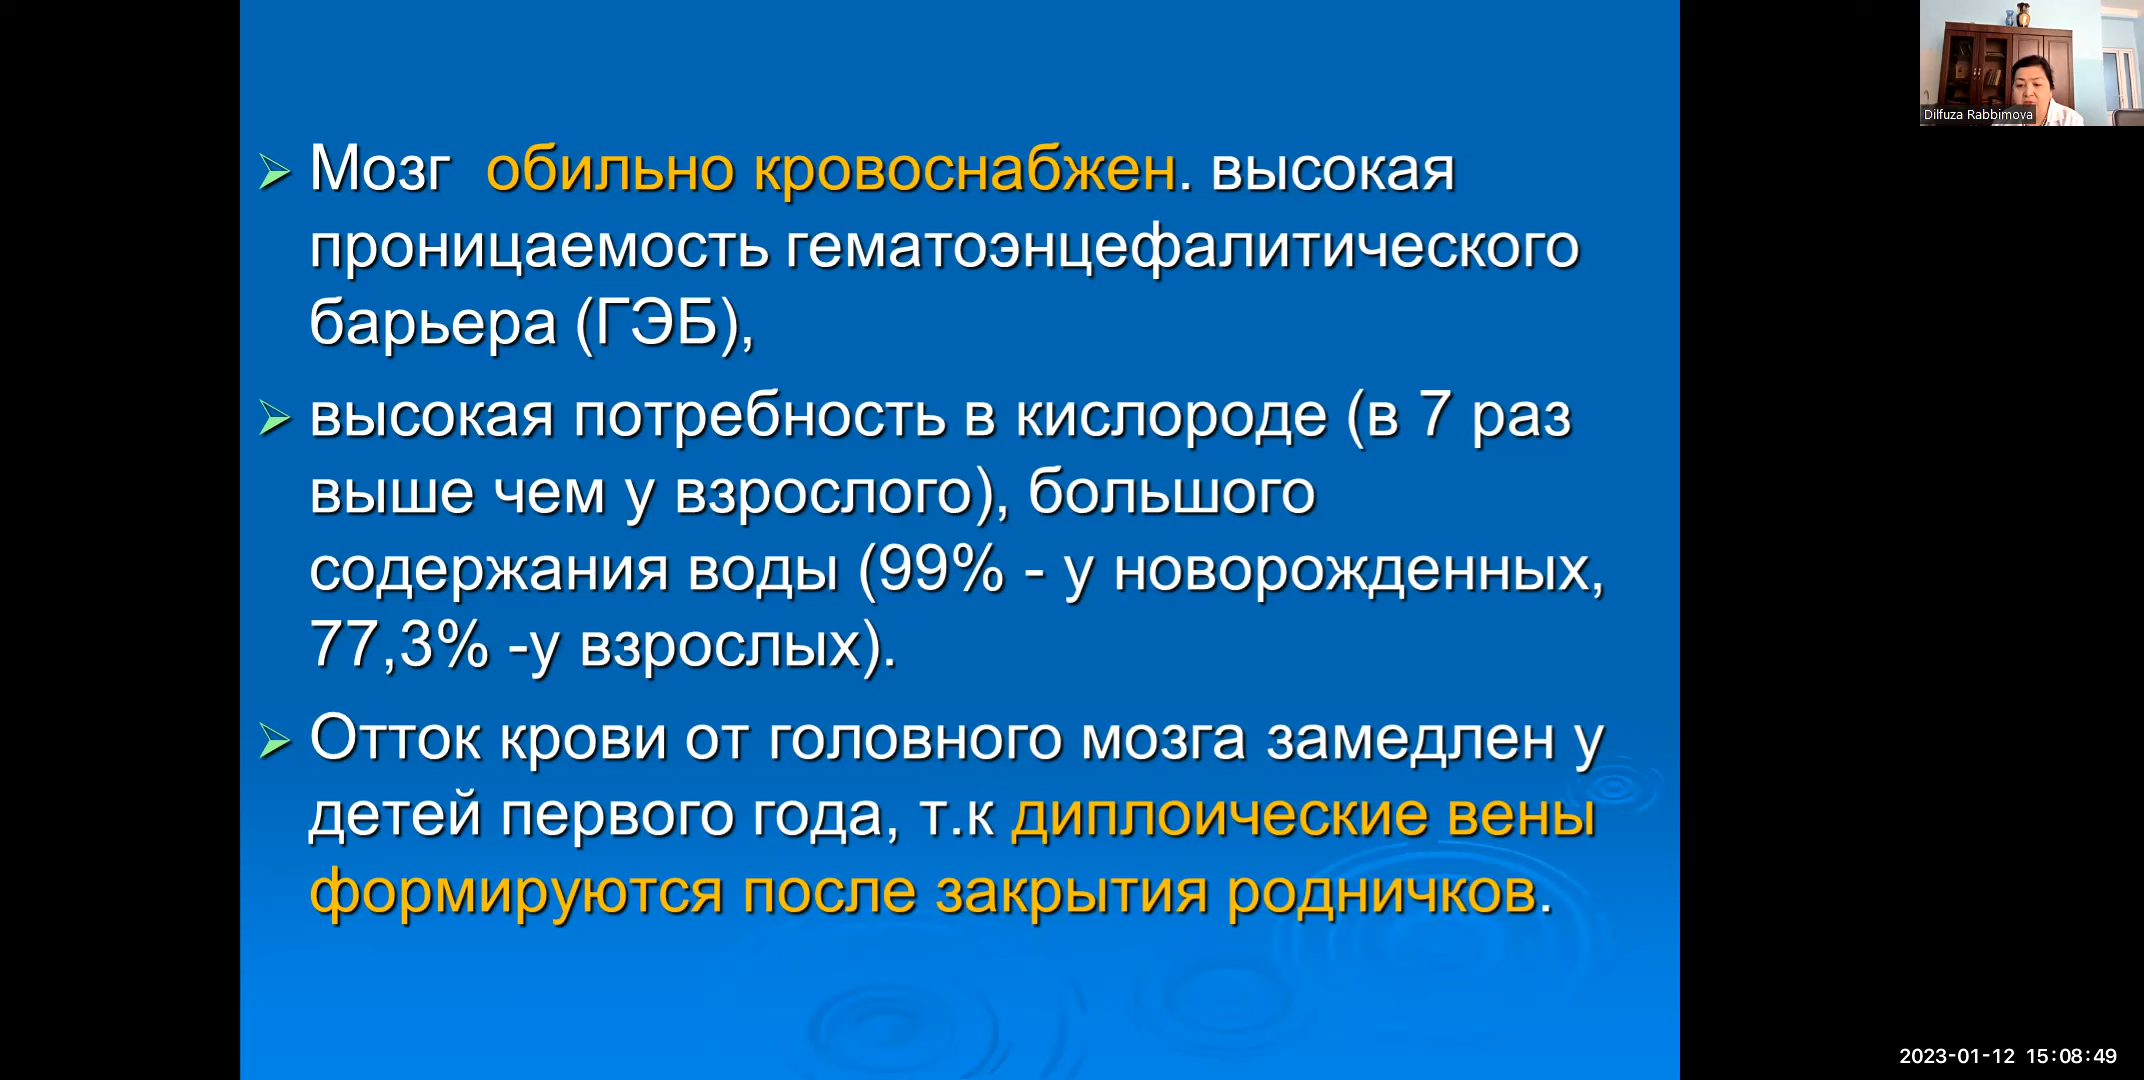 Dilfuza Rabbimova
Мозг обильно кровоснабжен. высокая
проницаемость гематоэнцефалитического
барьера (ГЭБ),
высокая потребность в кислороде (в 7 раз
выше чем у взрослого), большого
содержания воды (99% - у новорожденных,
77,3% -у взрослых).
Отток крови от головного мозга замедлен у
детей первого года, т.к диплоические вены
формируются после закрытия родничков.
2023-01-12 15:08:49